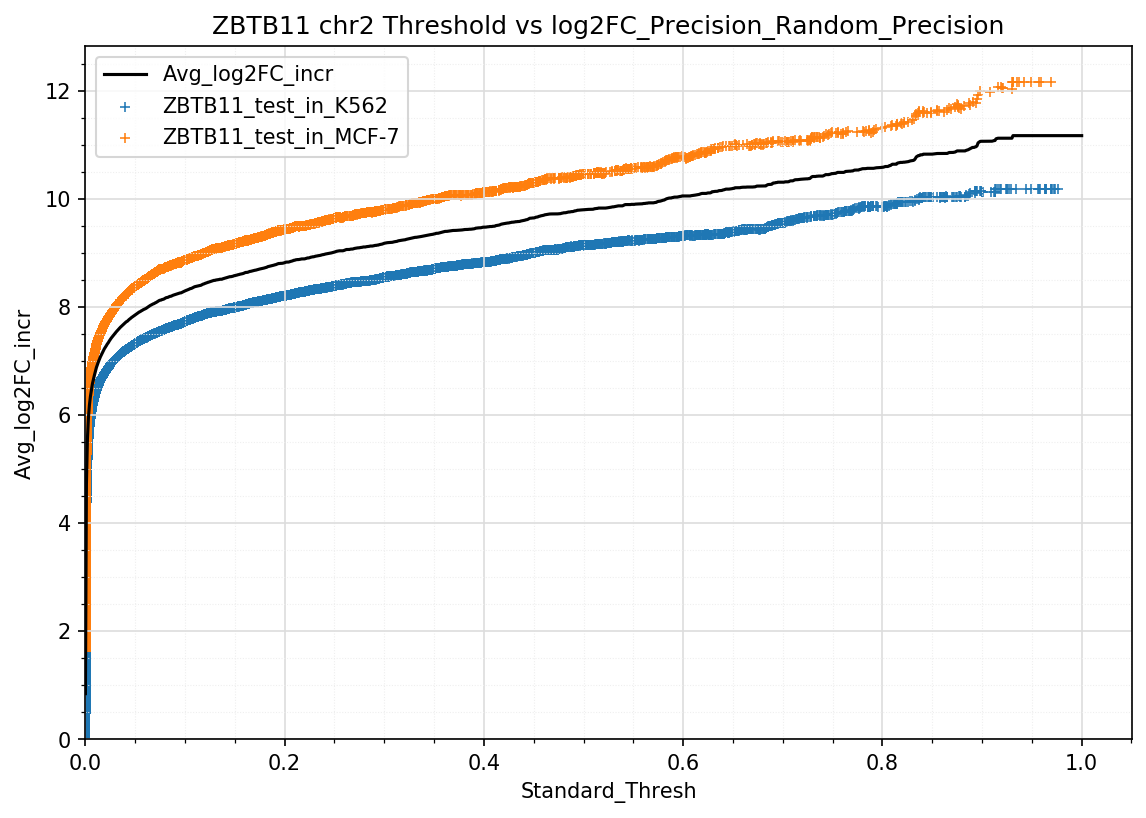 ZBTB11 chr2 Threshold vs log2FC_Precision_Random_Precision
Avg_log2FC_incr
ZBTB11_test_in_K562
ZBTB11_test_in_MCF-7
Avg_log2FC_incr
12
10
8
6
4
2
0
0.0 0.2 0.4 0.6 0.8 1.0
Standard_Thresh